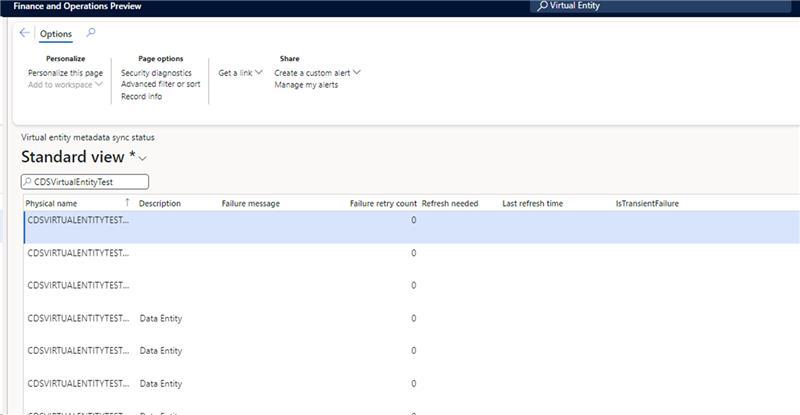 Finance and Operations Preview
Virtual Entity
Options
Personalize
Page options
Share
Personalize this page
Security diagnostics
Get a link
Create a custom alert
Add to workspace
Advanced filter or sort
Manage my alerts
Record info
Virtual entity metadata sync status
Standard view *
CDSVirtualEntityTest
Physical name ↑ Description Failure message Failure retry count Refresh needed Last refresh time IsTransientFailure
CDSVIRTUALENTITYTEST... 0
CDSVIRTUALENTITYTEST... 0
CDSVIRTUALENTITYTEST... 0
CDSVIRTUALENTITYTEST... Data Entity 0
CDSVIRTUALENTITYTEST... Data Entity 0
CDSVIRTUALENTITYTEST... Data Entity 0